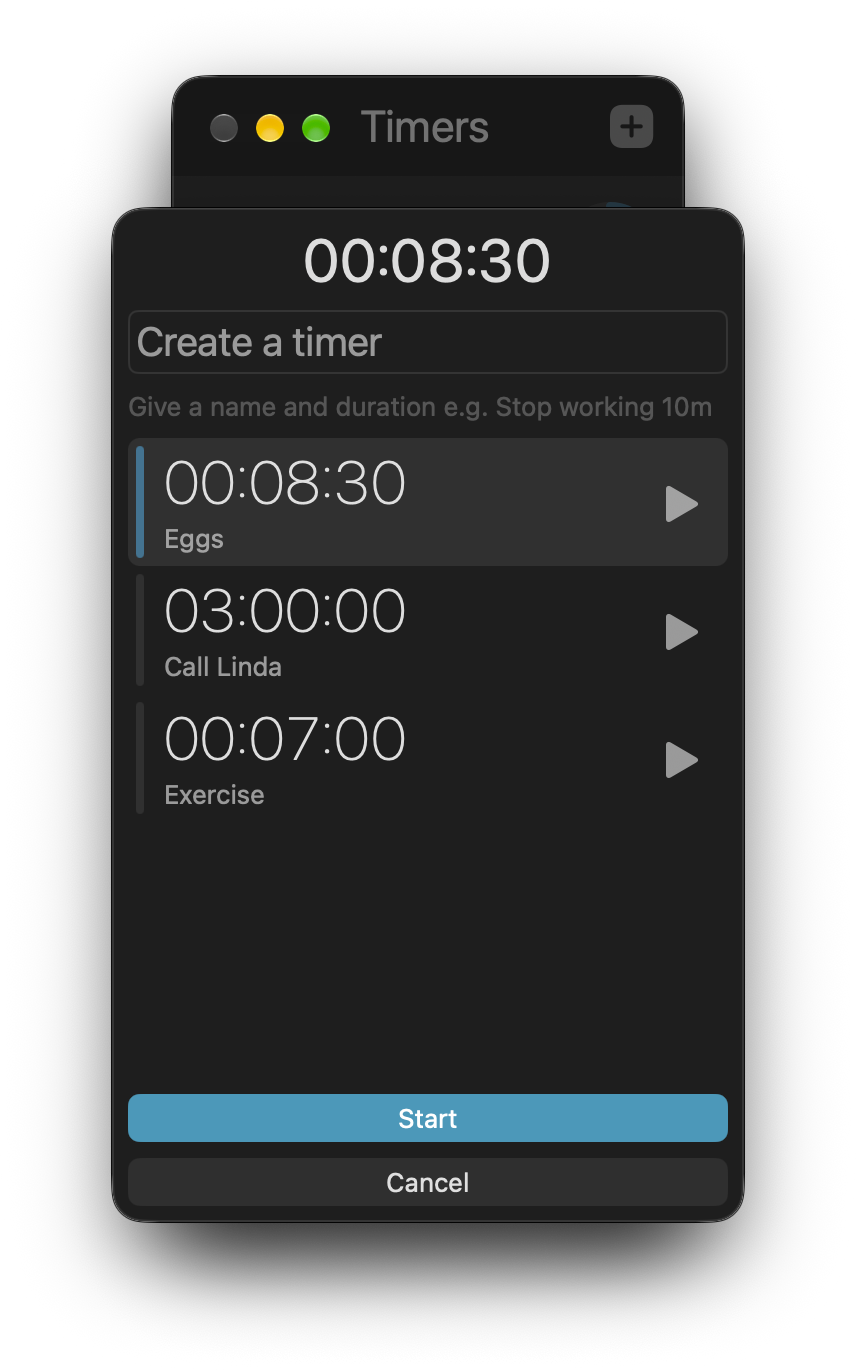 Timers
00:08:30
Create a timer
Give a name and duration e.g. Stop working 10m
00:08:30
Eggs
03:00:00
Call Linda
00:07:00
Exercise
Start
Cancel